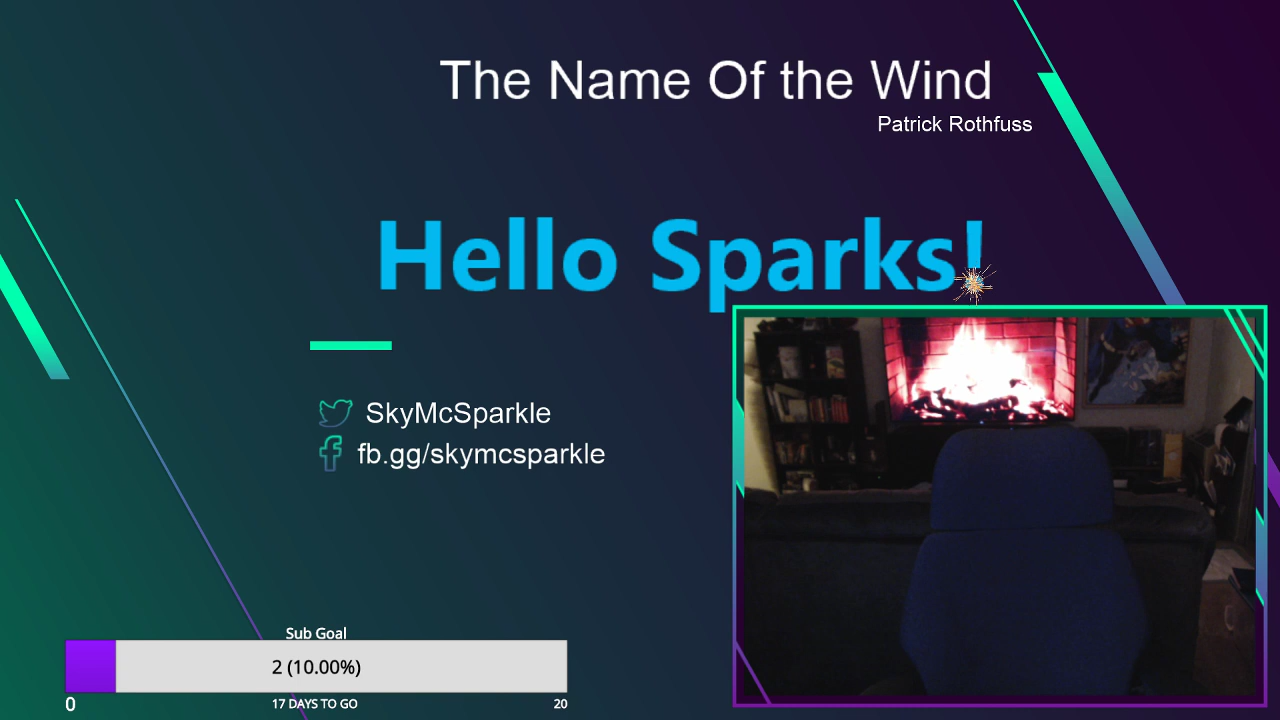 The Name Of the Wind
Patrick Rothfuss
Hello Sparks!
SkyMcSparkle
fb.gg/skymcsparkle
Sub Goal
2 (10.00%)
0
17 DAYS TO GO
20